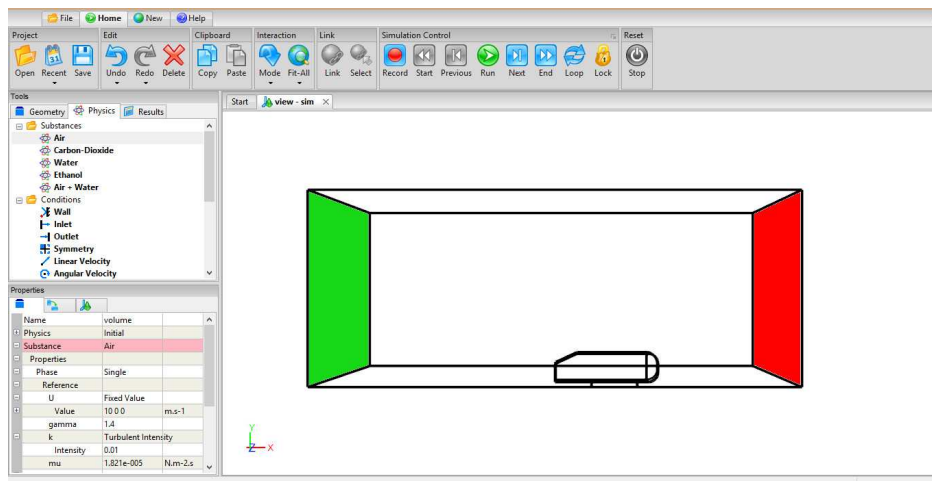 File Home New Help
Project Edit Clipboard Interaction Link Simulation Control Reset
Open Recent Save Undo Redo Delete Copy Paste Mode Fit-All Link Select Record Start Previous Run Next End Loop Lock Stop
31
Tools
Geometry Physics Results
Substances
Air
Carbon-Dioxide
Water
Ethanol
Air + Water
Conditions
Wall
Inlet
Outlet
Symmetry
Linear Velocity
Angular Velocity
Properties
Name volume
Physics Initial
Substance Air
Properties
Phase Single
Reference
U Fixed Value
Value 10 0 0 m.s-1
gamma 1.4
k Turbulent Intensity
Intensity 0.01
mu 1.821e-005 N.m-2.s
Start view - sim
Y
Z X